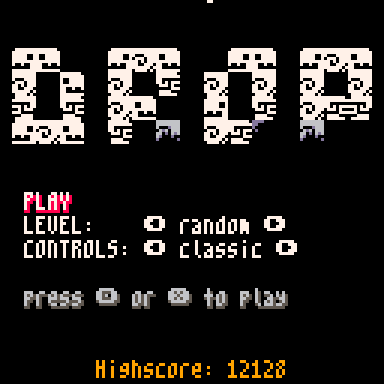 DROP
PLAY
LEVEL: random
CONTROLS: classic
press or to play
Highscore: 12128